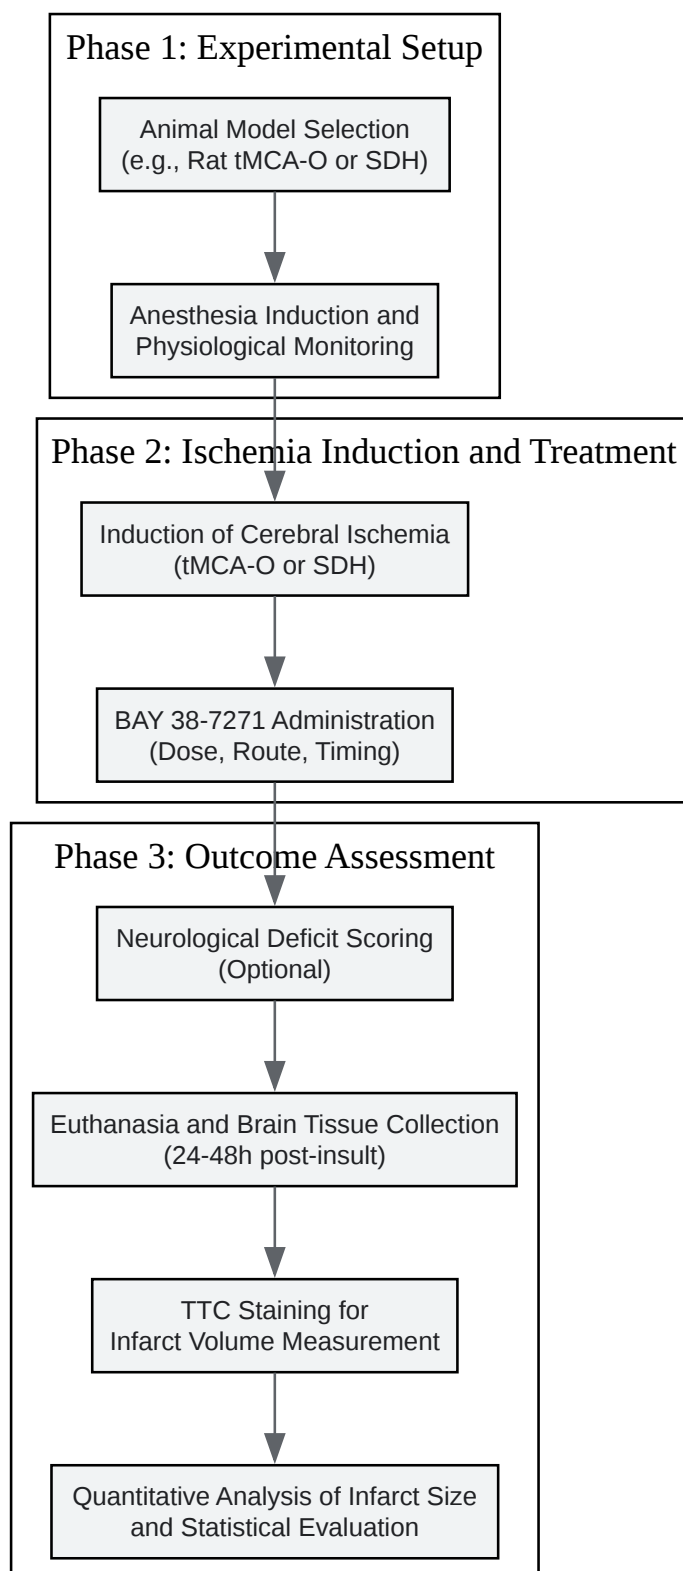 Phase 1: Experimental Setup
Animal Model Selection
(e.g., Rat tMCA-O or SDH)
Anesthesia Induction and
Physiological Monitoring
Phase 2: Ischemia Induction and Treatment
Induction of Cerebral Ischemia
(tMCA-O or SDH)
BAY 38-7271 Administration
(Dose, Route, Timing)
Phase 3: Outcome Assessment
Neurological Deficit Scoring
(Optional)
Euthanasia and Brain Tissue Collection
(24-48h post-insult)
TTC Staining for
Infarct Volume Measurement
Quantitative Analysis of Infarct Size
and Statistical Evaluation